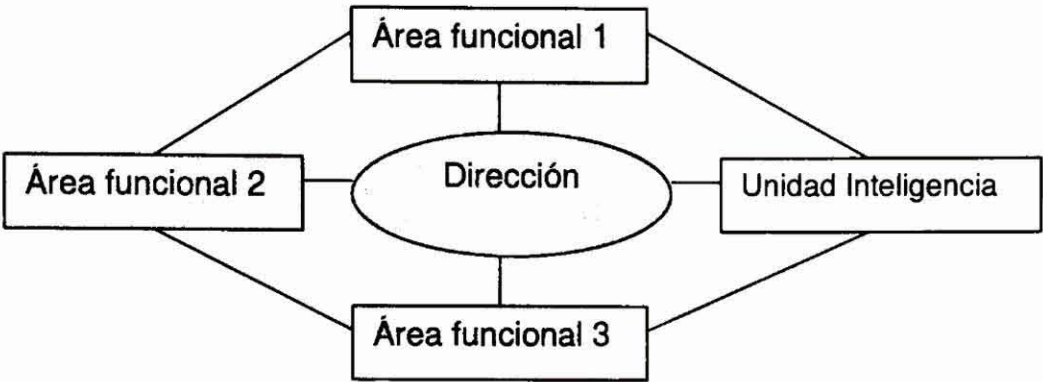 Área funcional 1
Área funcional 2
Dirección
Unidad Inteligencia
Área funcional 3